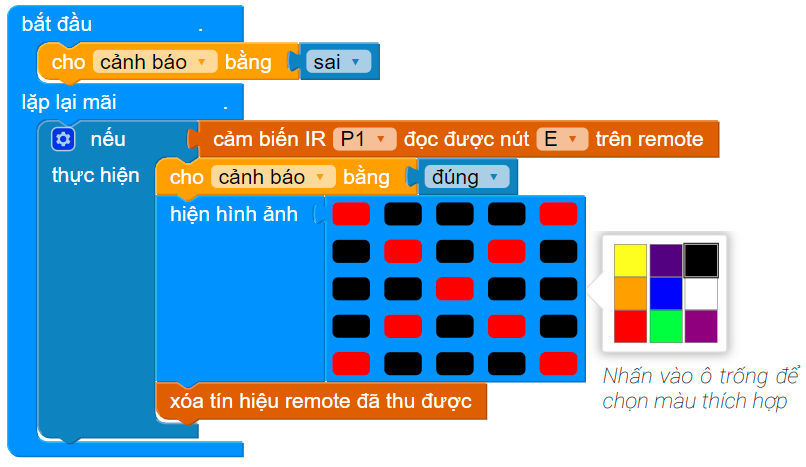 bắt đầu .
cho cảnh báo bằng sai
lặp lại mãi .
nếu cảm biến IR P1 đọc được nút E trên remote
thực hiện cho cảnh báo bằng đúng
hiện hình ảnh
Nhấn vào ô trống để
chọn màu thích hợp
xóa tín hiệu remote đã thu được